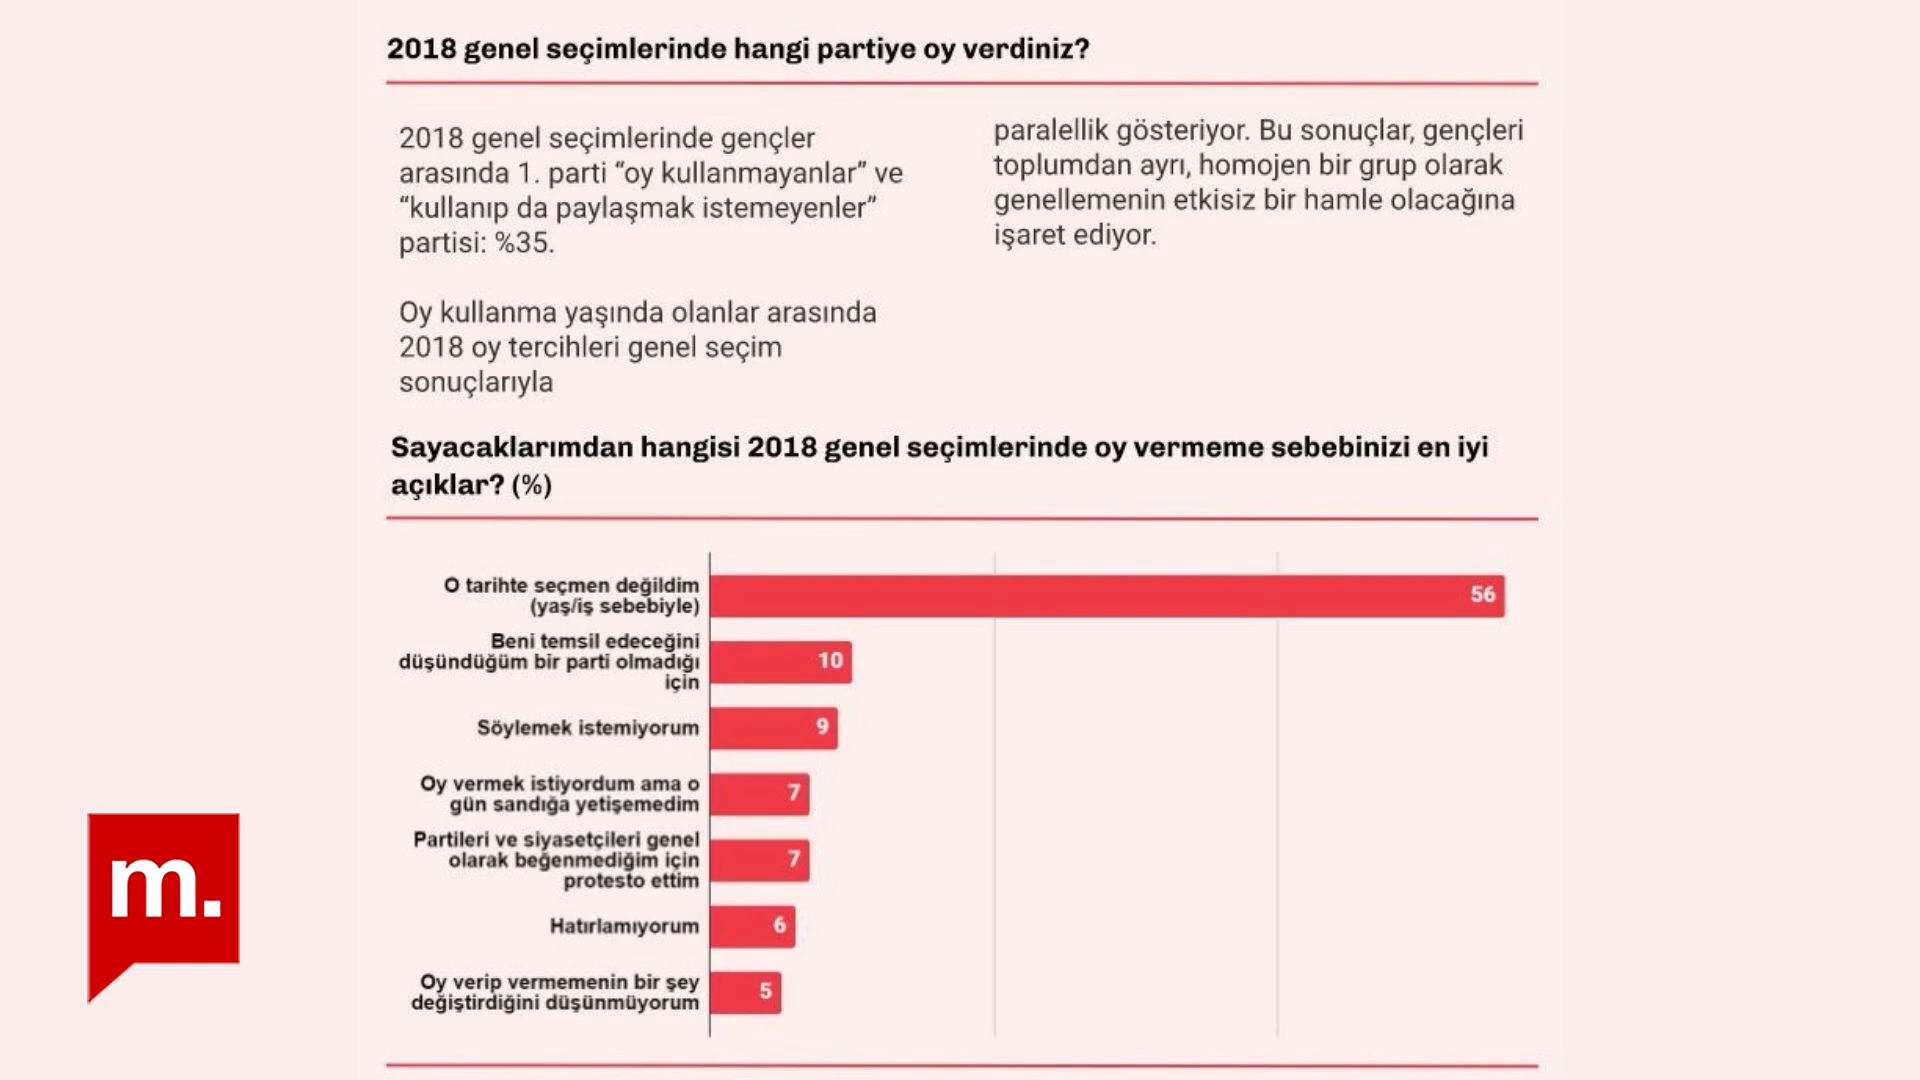 2018 genel seçimlerinde hangi partiye oy verdiniz?
2018 genel seçimlerinde gençler
arasında 1. parti “oy kullanmayanlar” ve
“kullanıp da paylaşmak istemeyenler”
partisi: %35.
Oy kullanma yaşında olanlar arasında
2018 oy tercihleri genel seçim
sonuçlarıyla
paralellik gösteriyor. Bu sonuçlar, gençleri
toplumdan ayrı, homojen bir grup olarak
genellemenin etkisiz bir hamle olacağına
işaret ediyor.
Sayacaklarımdan hangisi 2018 genel seçimlerinde oy vermeme sebebinizi en iyi
açıklar? (%)
O tarihte seçmen değildim
(yaş/iş sebebiyle)
56
Beni temsil edeceğini
düşündüğüm bir parti olmadığı
için
10
Söylemek istemiyorum
9
Oy vermek istiyordum ama o
gün sandığa yetişemedim
7
Partileri ve siyasetçileri genel
olarak beğenmediğim için
protesto ettim
7
Hatırlamıyorum
6
Oy verip vermemenin bir şey
değiştirdiğini düşünmüyorum
5
m.